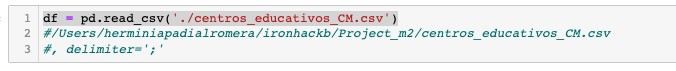 1 df = pd.read_csv('./centros_educativos_CM.csv')
2 #/Users/herminiapadialromera/ironhackb/Project_m2/centros_educativos_CM.csv
3 #, delimiter=';'